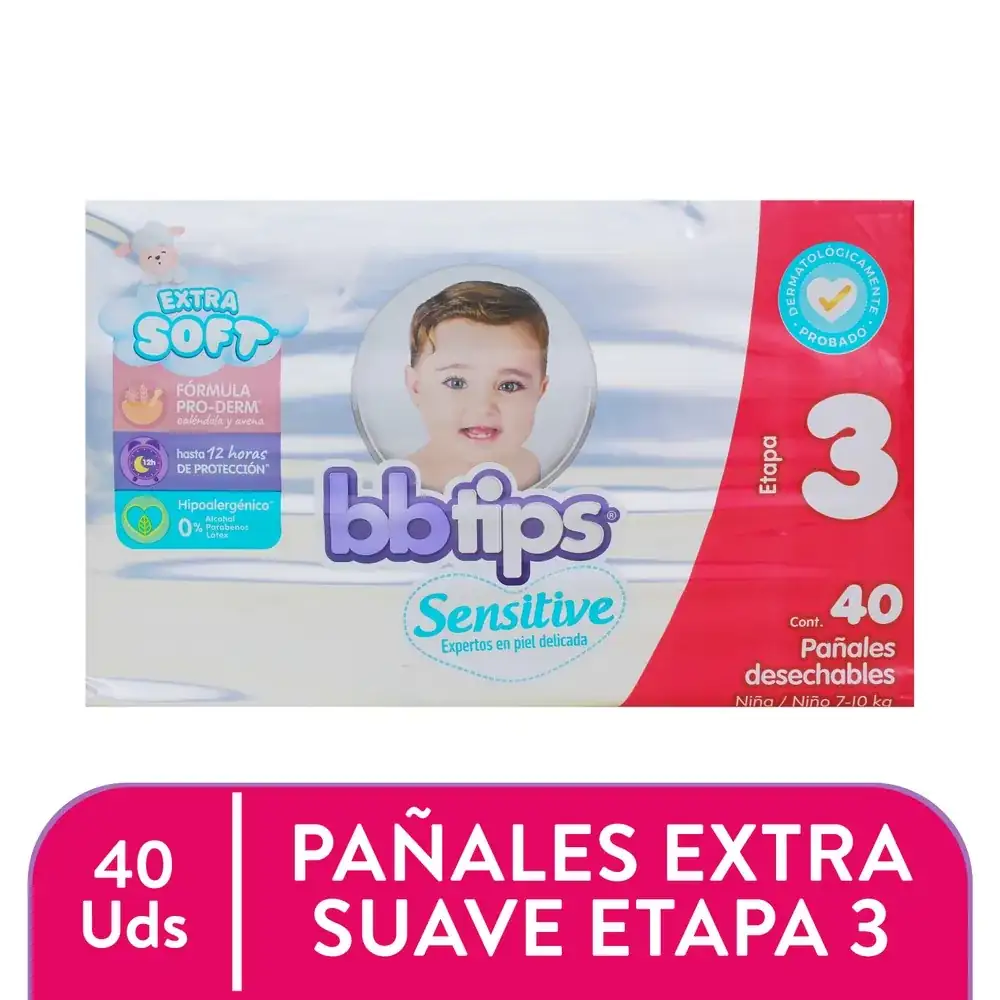 EXTRA
SOFT
FÓRMULA
PRO-DERM
caléndula y avena
12h
hasta 12 horas
DE PROTECCIÓN
Hipoalergénico
0% Alcohol
Parabenos
Latex
bbtips®
Sensitive
Expertos en piel delicada
DERMATOLÓGICAMENTE
• PROBADO •
Etapa
3
Cont. 40
Pañales
desechables
Niña / Niño 7-10 kg
40
Uds
PAÑALES EXTRA
SUAVE ETAPA 3